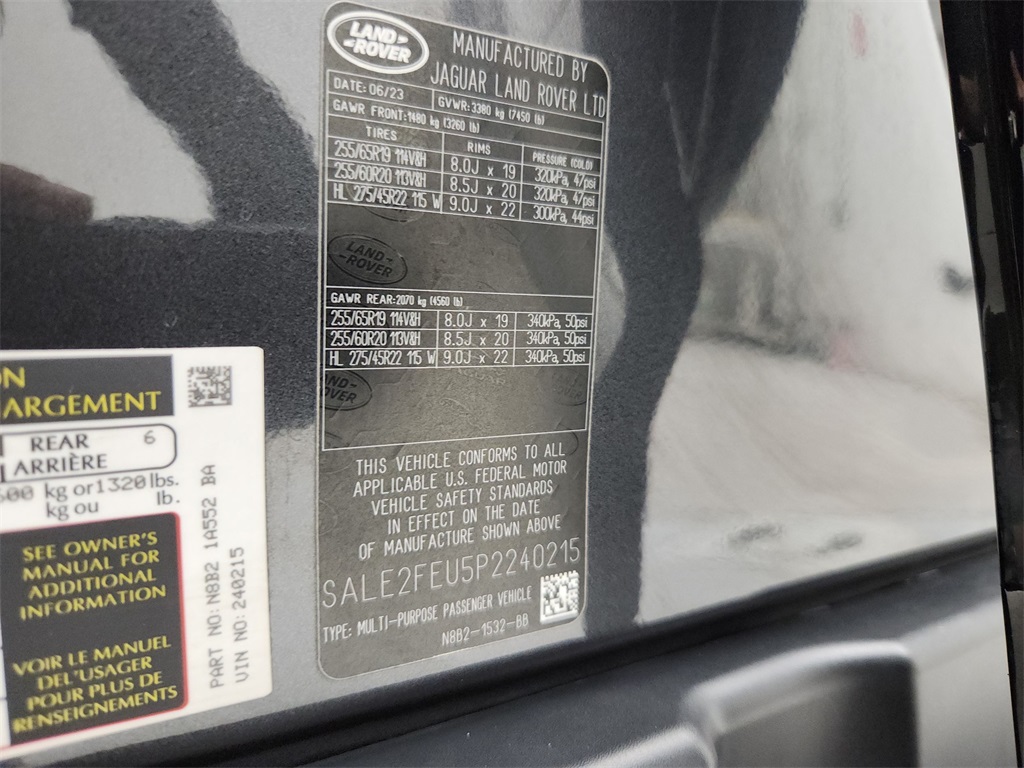 LAND
ROVER
MANUFACTURED BY
JAGUAR LAND ROVER LTD
DATE: 06/23
GVWR: 3380 kg (7450 lb)
GAWR FRONT: 1480 kg (3260 lb)
TIRES RIMS PRESSURE (COLD)
255/65R19 114V&H 8.0J x 19 320kPa, 47psi
255/60R20 113V&H 8.5J x 20 320kPa, 47psi
HL 275/45R22 115 W 9.0J x 22 300kPa, 44psi
LAND-
-ROVER
GAWR REAR: 2070 kg (4560 lb)
255/65R19 114V&H 8.0J x 19 340kPa, 50psi
255/60R20 113V&H 8.5J x 20 340kPa, 50psi
HL 275/45R22 115 W 9.0J x 22 340kPa, 50psi
ROVER
THIS VEHICLE CONFORMS TO ALL
APPLICABLE U.S. FEDERAL MOTOR
VEHICLE SAFETY STANDARDS
IN EFFECT ON THE DATE
OF MANUFACTURE SHOWN ABOVE
SALE2FEU5P2240215
TYPE: MULTI-PURPOSE PASSENGER VEHICLE
N8B2-1532-BB
ON
ARGEMENT
REAR 6
ARRIÈRE
600 kg or 1320 lbs.
kg ou lb.
SEE OWNER'S
MANUAL FOR
ADDITIONAL
INFORMATION
VOIR LE MANUEL
DEL'USAGER
POUR PLUS DE
RENSEIGNEMENTS
PART NO: N8B2 1A552 BA
VIN NO: 240215